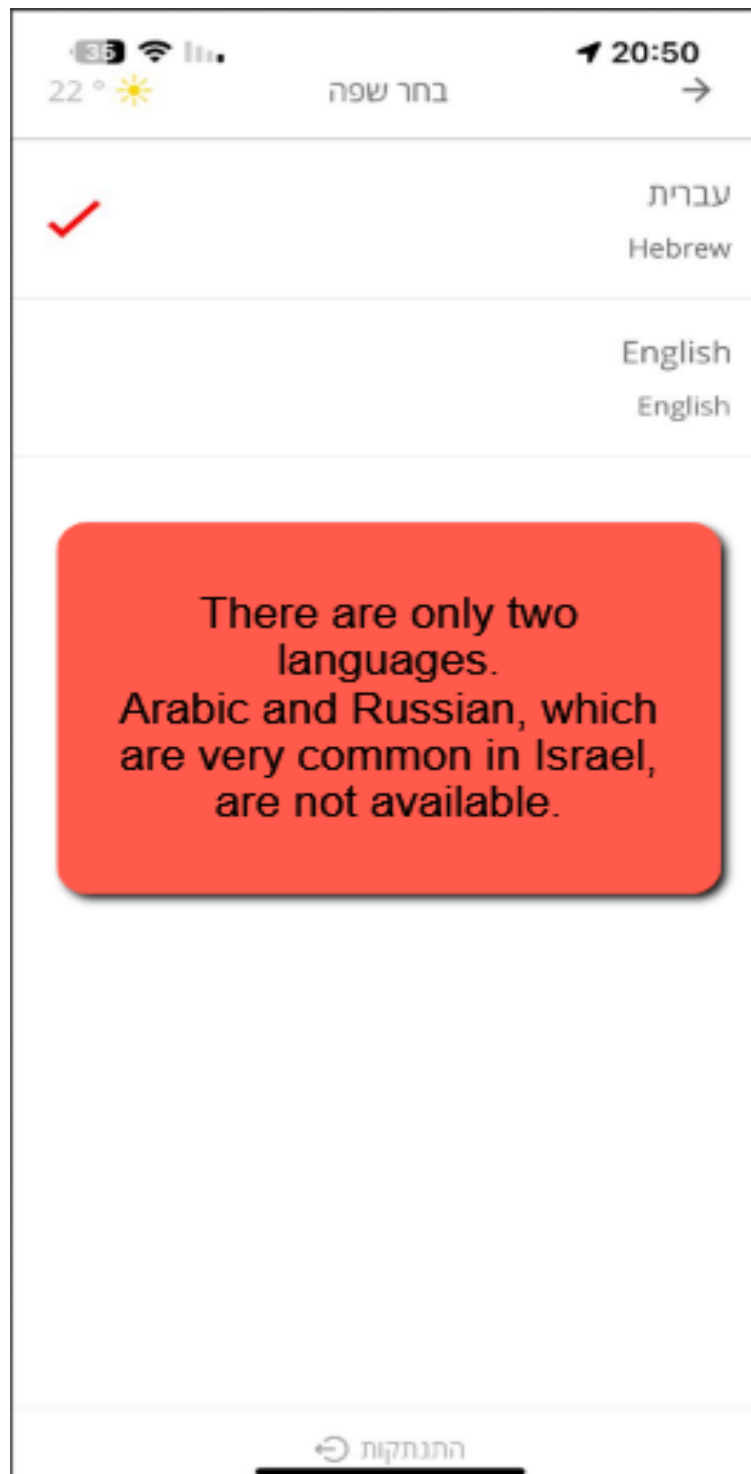 35 20:50
22 ° בחר שפה →
עברית
Hebrew
English
English
There are only two
languages.
Arabic and Russian, which
are very common in Israel,
are not available.
התנתקות